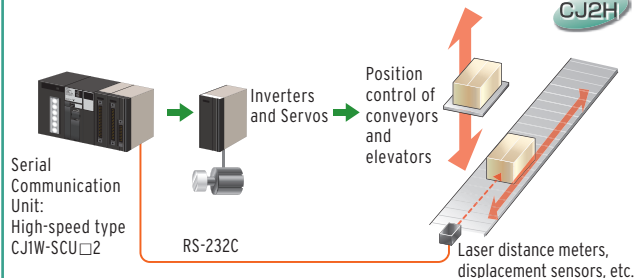 CJ2H
Inverters
and Servos
Position
control of
conveyors
and
elevators
Serial
Communication
Unit:
High-speed type
CJ1W-SCU□2
RS-232C
Laser distance meters,
displacement sensors, etc.